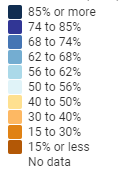 85% or more
74 to 85%
68 to 74%
62 to 68%
56 to 62%
50 to 56%
40 to 50%
30 to 40%
15 to 30%
15% or less
No data